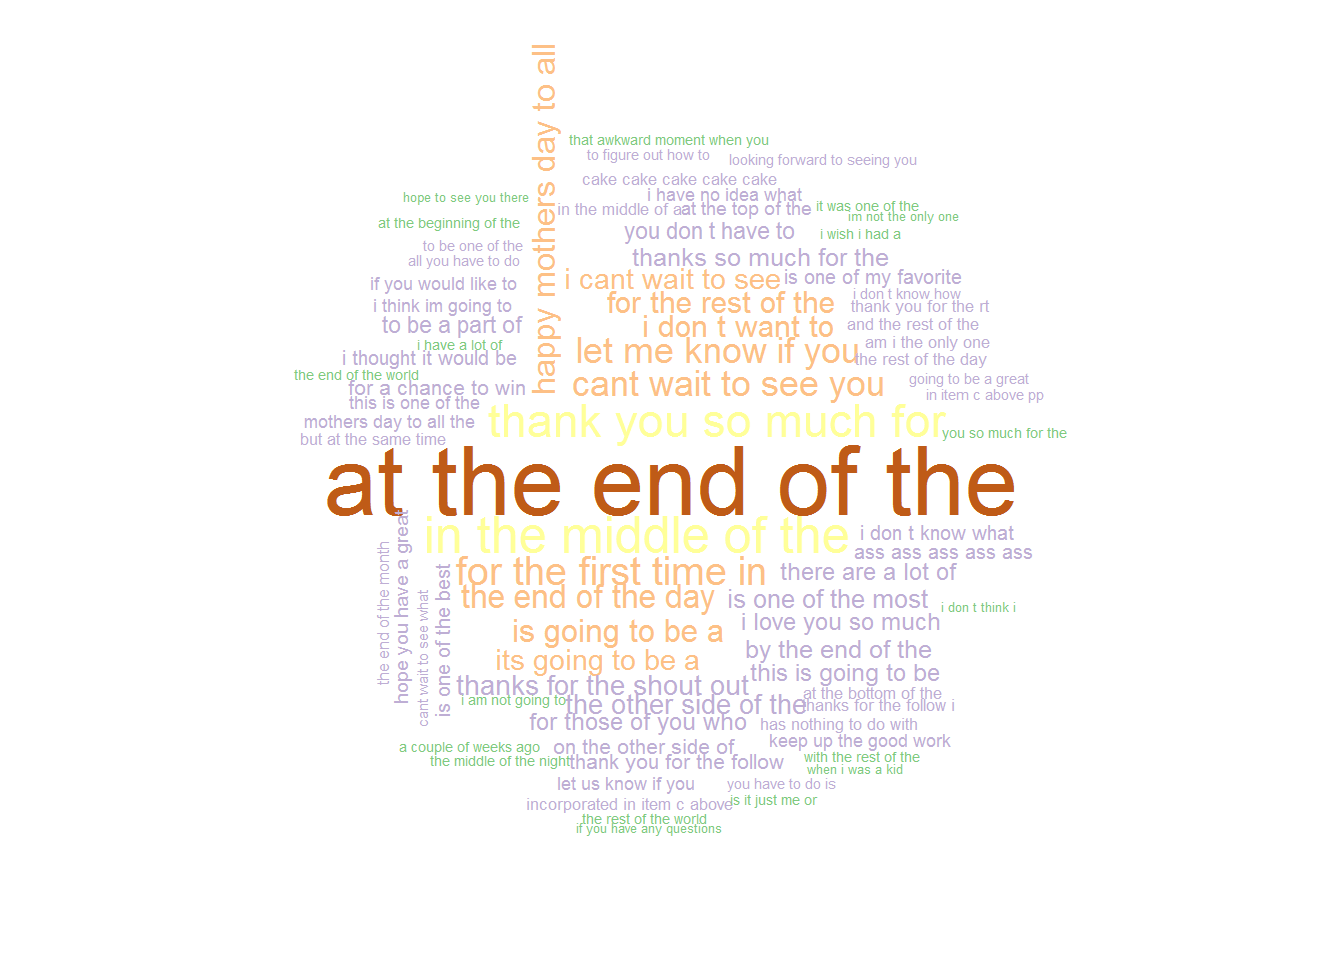 happy mothers day to all
that awkward moment when you
to figure out how to
looking forward to seeing you
cake cake cake cake cake
i have no idea what
hope to see you there
in the middle of a
at the top of the
it was one of the
im not the only one
at the beginning of the
you don t have to
i wish i had a
to be one of the
all you have to do
thanks so much for the
i cant wait to see
is one of my favorite
if you would like to
i don t know how
i think im going to
for the rest of the
thank you for the rt
to be a part of
i don t want to
and the rest of the
i have a lot of
am i the only one
i thought it would be
let me know if you
the rest of the day
the end of the world
for a chance to win
cant wait to see you
going to be a great
in item c above pp
this is one of the
mothers day to all the
thank you so much for
you so much for the
but at the same time
at the end of the
in the middle of the
i don t know what
ass ass ass ass ass
the end of the month
hope you have a great
cant wait to see what
is one of the best
for the first time in
there are a lot of
the end of the day
is one of the most
i don t think i
is going to be a
i love you so much
its going to be a
by the end of the
this is going to be
thanks for the shout out
at the bottom of the
i am not going to
the other side of the
thanks for the follow i
for those of you who
has nothing to do with
a couple of weeks ago
on the other side of
keep up the good work
the middle of the night
thank you for the follow
with the rest of the
when i was a kid
let us know if you
you have to do is
incorporated in item c above
is it just me or
the rest of the world
if you have any questions